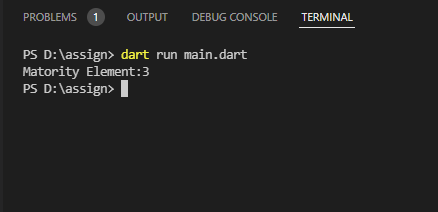 PROBLEMS 1 OUTPUT DEBUG CONSOLE TERMINAL
PS D:\assign> dart run main.dart
Matority Element:3
PS D:\assign>